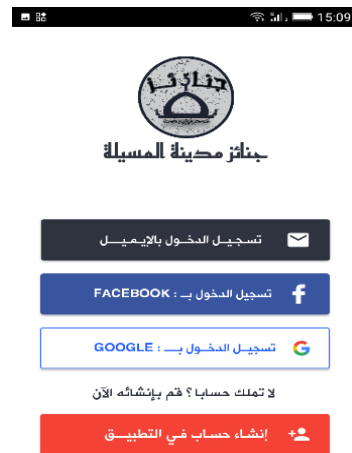 15:09
جنائز
جنائز مدينة المسيلة
تسجيل الدخول بالإيميل
تسجيل الدخول بـ : FACEBOOK
تسجيل الدخول بـ : GOOGLE
لا تملك حسابا ؟ قم بإنشائه الآن
إنشاء حساب في التطبيق